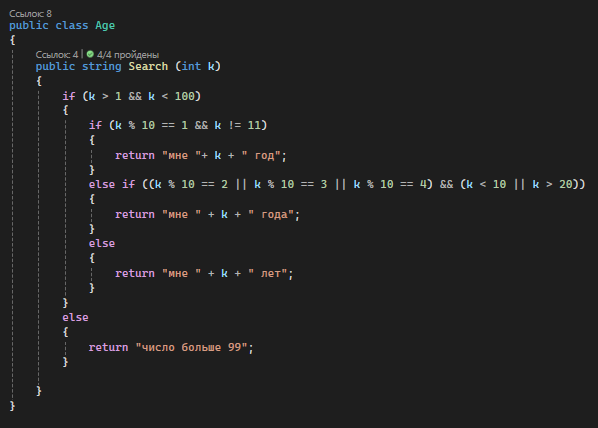 Ссылок: 8
public class Age
{
Ссылок: 4 | 4/4 пройдены
public string Search (int k)
{
if (k > 1 && k < 100)
{
if (k % 10 == 1 && k != 11)
{
return "мне "+ k + " год";
}
else if ((k % 10 == 2 || k % 10 == 3 || k % 10 == 4) && (k < 10 || k > 20))
{
return "мне " + k + " года";
}
else
{
return "мне " + k + " лет";
}
}
else
{
return "число больше 99";
}
}
}